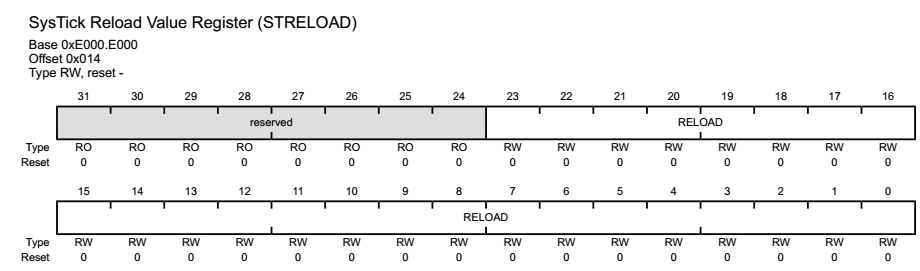 SysTick Reload Value Register (STRELOAD)
Base 0xE000.E000
Offset 0x014
Type RW, reset -
31 30 29 28 27 26 25 24 23 22 21 20 19 18 17 16
reserved RELOAD
Type RO RO RO RO RO RO RO RO RW RW RW RW RW RW RW RW
Reset 0 0 0 0 0 0 0 0 0 0 0 0 0 0 0 0
15 14 13 12 11 10 9 8 7 6 5 4 3 2 1 0
RELOAD
Type RW RW RW RW RW RW RW RW RW RW RW RW RW RW RW RW
Reset 0 0 0 0 0 0 0 0 0 0 0 0 0 0 0 0